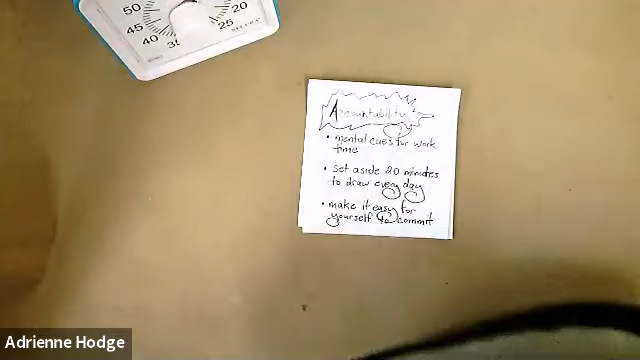 50
45
40
20
25
Accountability
• mental cues for work
time
• Set aside 20 minutes
to draw every day
• make it easy for
yourself to commit
Adrienne Hodge